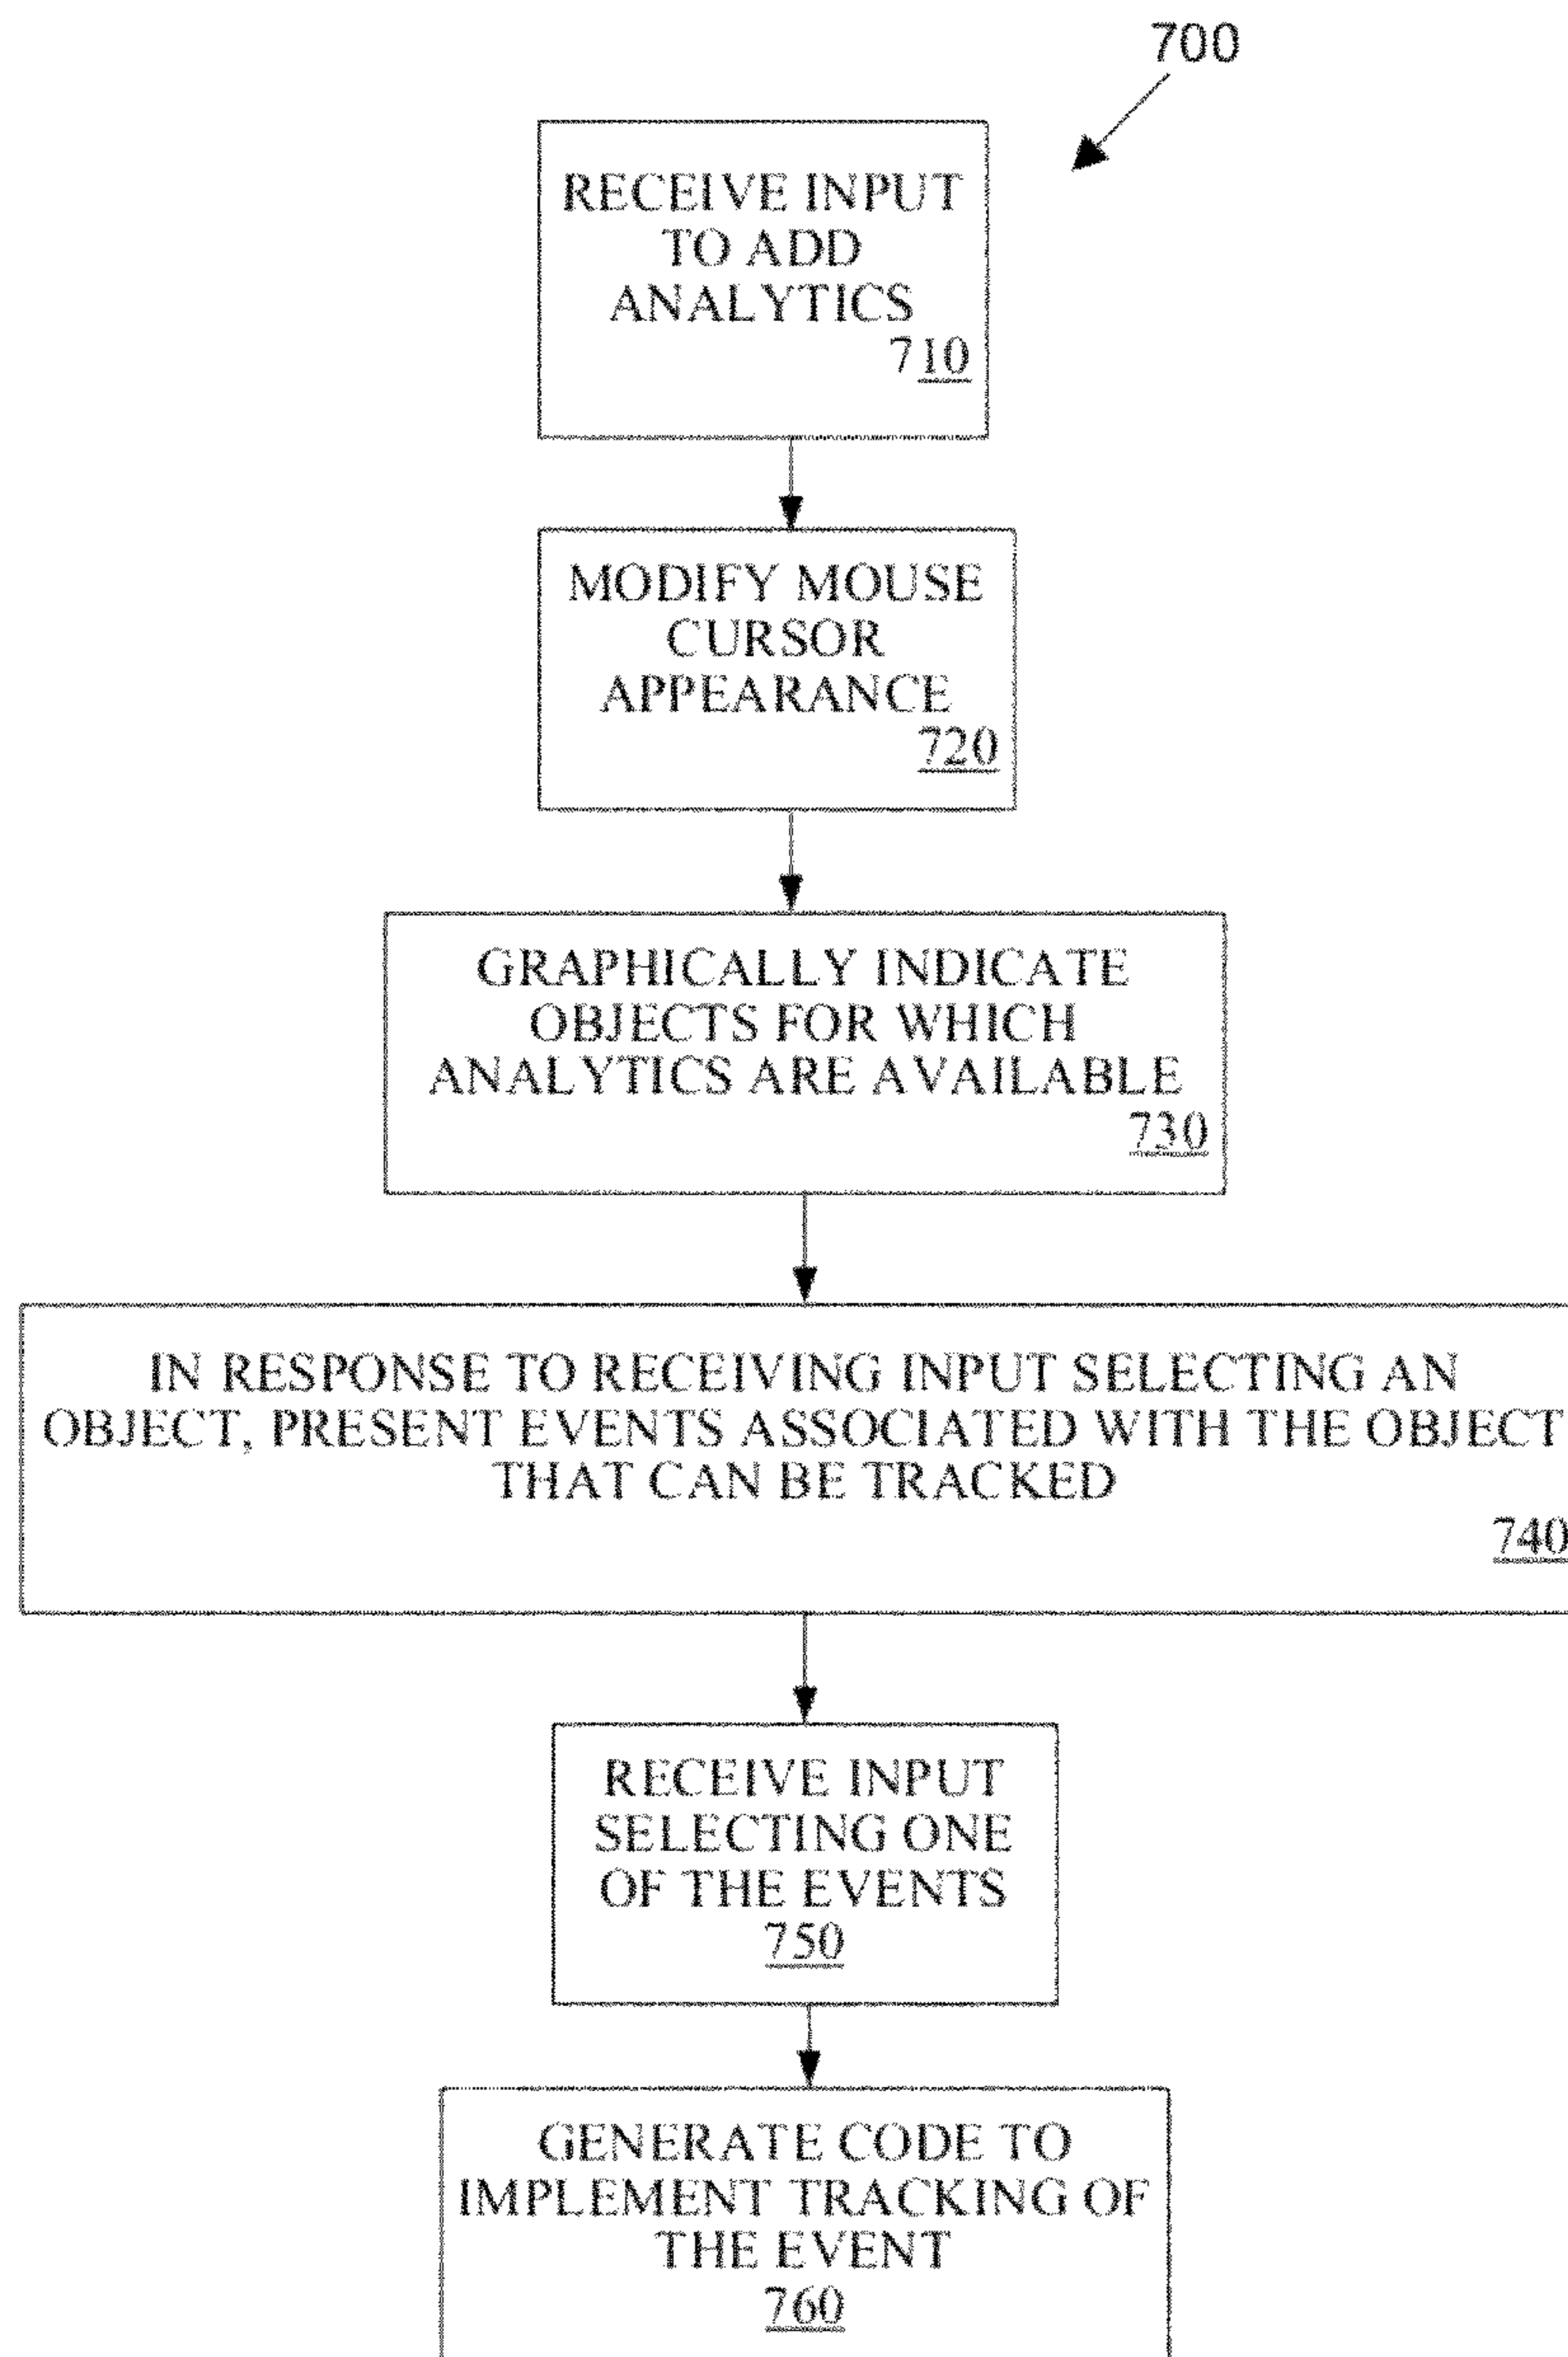 700
RECEIVE INPUT
TO ADD
ANALYTICS
710
MODIFY MOUSE
CURSOR
APPEARANCE
720
GRAPHICALLY INDICATE
OBJECTS FOR WHICH
ANALYTICS ARE AVAILABLE
730
IN RESPONSE TO RECEIVING INPUT SELECTING AN
OBJECT, PRESENT EVENTS ASSOCIATED WITH THE OBJECT
THAT CAN BE TRACKED
740
RECEIVE INPUT
SELECTING ONE
OF THE EVENTS
750
GENERATE CODE TO
IMPLEMENT TRACKING OF
THE EVENT
760